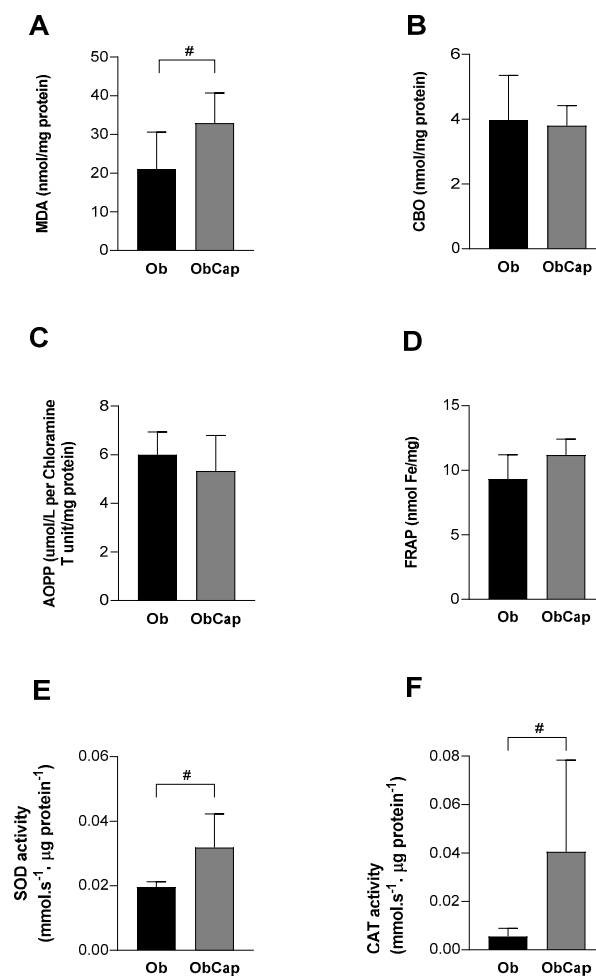 A
MDA (nmol/mg protein)
50
40
30
20
10
0
#
Ob
ObCap
B
CBO (nmol/mg protein)
6
4
2
0
Ob
ObCap
C
AOPP (umol/L per Chloramine
T unit/mg protein)
8
6
4
2
0
Ob
ObCap
D
FRAP (nmol Fe/mg)
15
10
5
0
Ob
ObCap
E
SOD activity
(mmol.s⁻¹. μg protein⁻¹)
0.06
0.04
0.02
0.00
#
Ob
ObCap
F
CAT activity
(mmol.s⁻¹. μg protein⁻¹)
0.08
0.06
0.04
0.02
0.00
#
Ob
ObCap